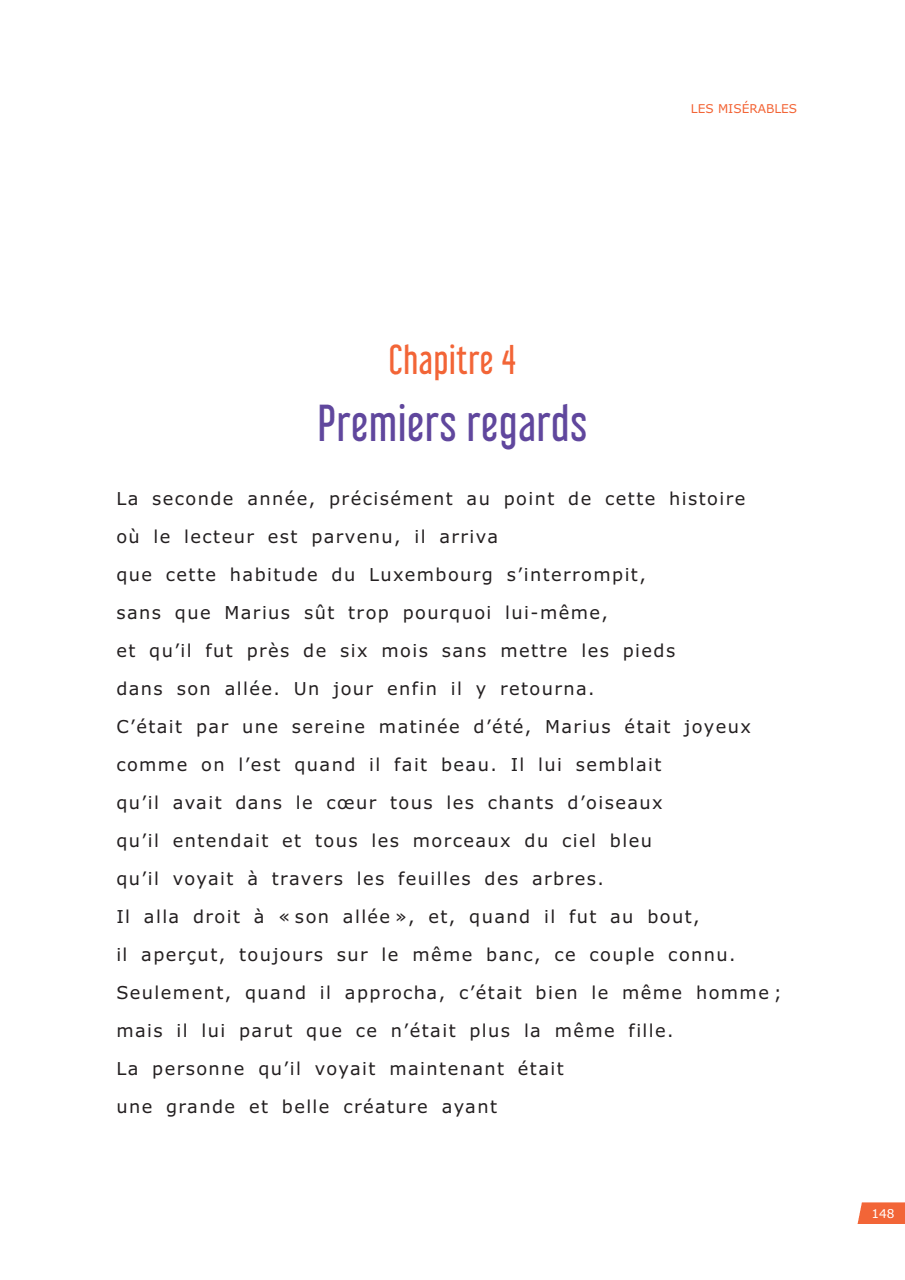 LES MISÉRABLES
Chapitre 4
Premiers regards
La seconde année, précisément au point de cette histoire
où le lecteur est parvenu, il arriva
que cette habitude du Luxembourg s’interrompit,
sans que Marius sût trop pourquoi lui-même,
et qu’il fut près de six mois sans mettre les pieds
dans son allée. Un jour enfin il y retourna.
C’était par une sereine matinée d’été, Marius était joyeux
comme on l’est quand il fait beau. Il lui semblait
qu’il avait dans le cœur tous les chants d’oiseaux
qu’il entendait et tous les morceaux du ciel bleu
qu’il voyait à travers les feuilles des arbres.
Il alla droit à « son allée », et, quand il fut au bout,
il aperçut, toujours sur le même banc, ce couple connu.
Seulement, quand il approcha, c’était bien le même homme ;
mais il lui parut que ce n’était plus la même fille.
La personne qu’il voyait maintenant était
une grande et belle créature ayant
148